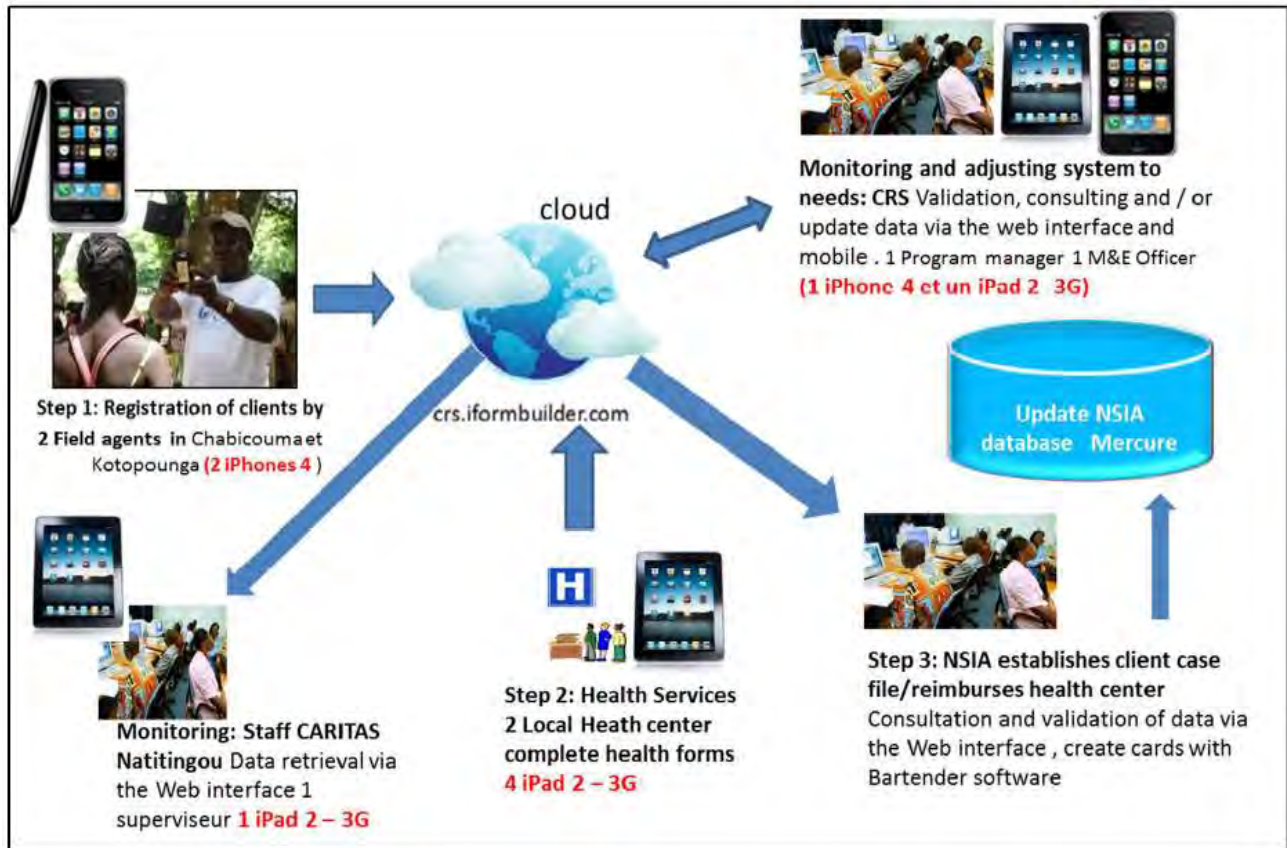 Step 1: Registration of clients by
2 Field agents in Chabicouma et
Kotopounga (2 iPhones 4 )
cloud
crs.iformbuilder.com
Monitoring and adjusting system to
needs: CRS Validation, consulting and / or
update data via the web interface and
mobile . 1 Program manager 1 M&E Officer
(1 iPhone 4 et un iPad 2 3G)
Update NSIA
database Mercure
Monitoring: Staff CARITAS
Natitingou Data retrieval via
the Web interface 1
superviseur 1 iPad 2 – 3G
H
Step 2: Health Services
2 Local Heath center
complete health forms
4 iPad 2 – 3G
Step 3: NSIA establishes client case
file/reimburses health center
Consultation and validation of data via
the Web interface , create cards with
Bartender software